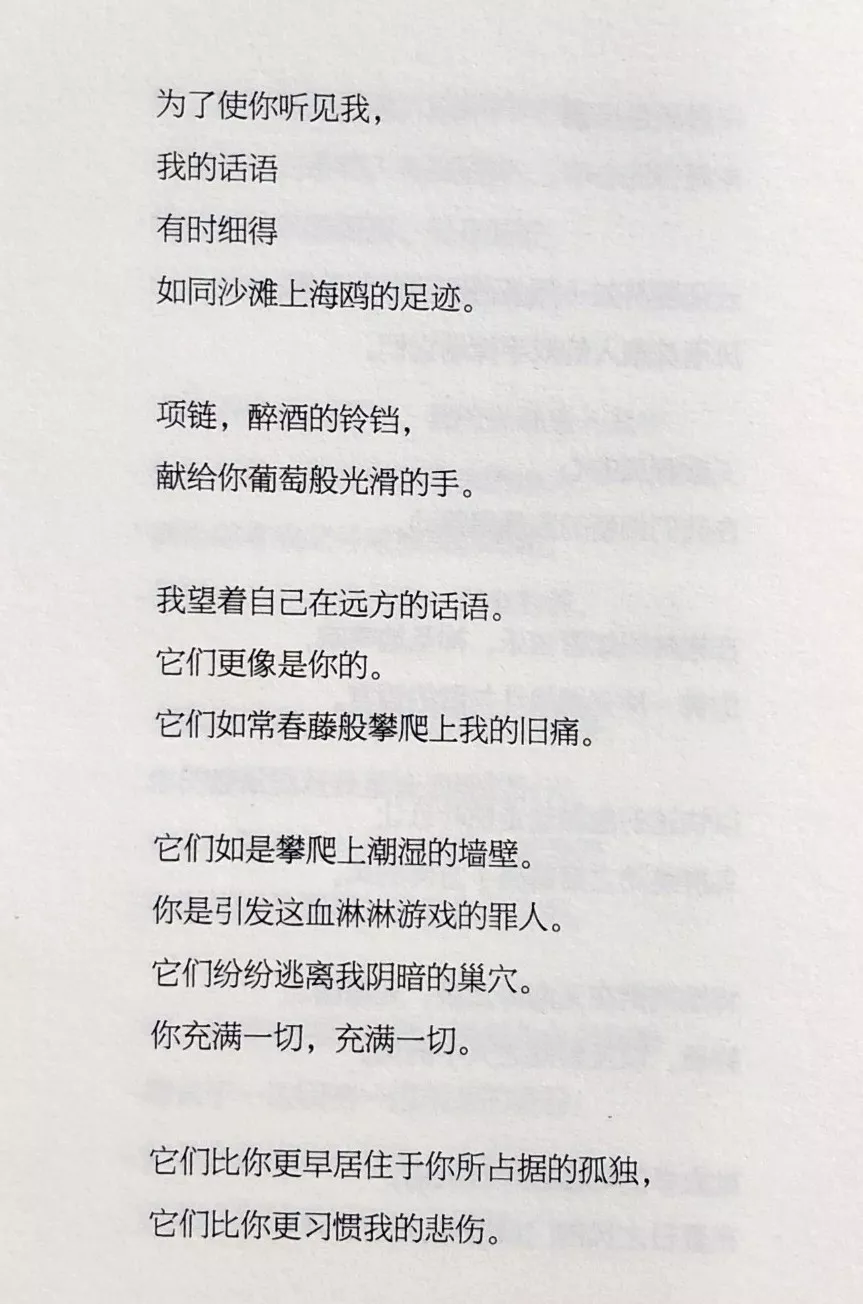 为了使你听见我，
我的话语
有时细得
如同沙滩上海鸥的足迹。
项链，醉酒的铃铛，
献给你葡萄般光滑的手。
我望着自己在远方的话语。
它们更像是你的。
它们如常春藤般攀爬上我的旧痛。
它们如是攀爬上潮湿的墙壁。
你是引发这血淋淋游戏的罪人。
它们纷纷逃离我阴暗的巢穴。
你充满一切，充满一切。
它们比你更早居住于你所占据的孤独，
它们比你更习惯我的悲伤。